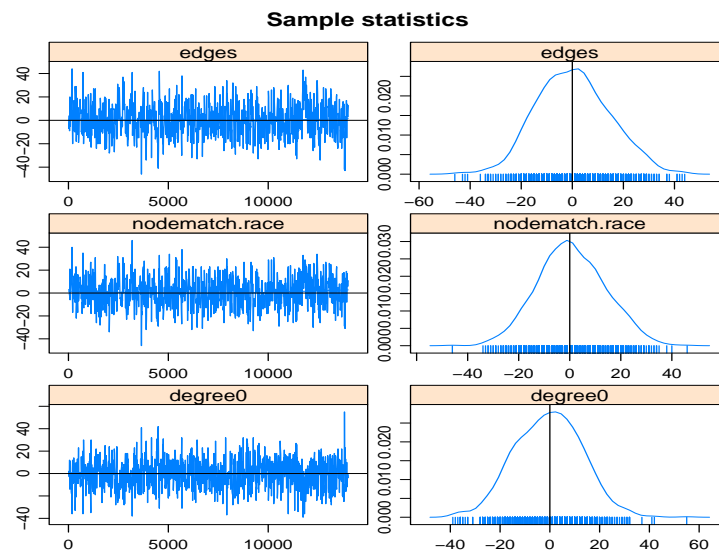 Sample statistics
edges
edges
−40−20 0 20 40
0.000 0.010 0.020
0 5000 10000
−60 −40 −20 0 20 40
nodematch.race
nodematch.race
−40 −20 0 20 40
0.0000.0100.0200.030
0 5000 10000
−40 −20 0 20 40
degree0
degree0
−40 0 20 40
0.000 0.010 0.020
0 5000 10000
−40 −20 0 20 40 60